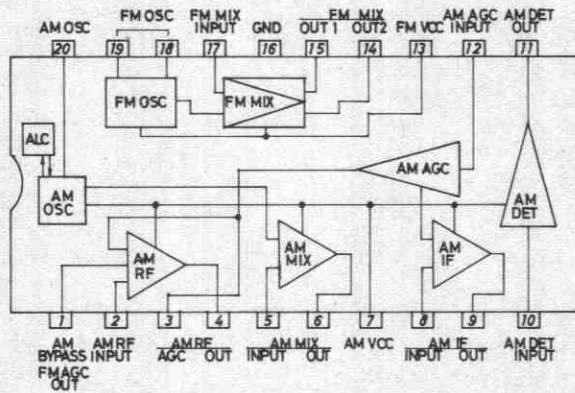 AM OSC FM OSC FM MIX INPUT GND FM MIX OUT 1 OUT2 FM VCC AM AGC INPUT AM DET OUT
20 19 18 17 16 15 14 13 12 11
FM OSC
FM MIX
ALC
AM OSC
AM AGC
AM DET
AM RF
AM MIX
AM IF
1 2 3 4 5 6 7 8 9 10
AM BYPASS FM AGC OUT
AM RF INPUT
AM RF AGC OUT
AM MIX INPUT OUT
AM VCC
AM IF INPUT OUT
AM DET INPUT